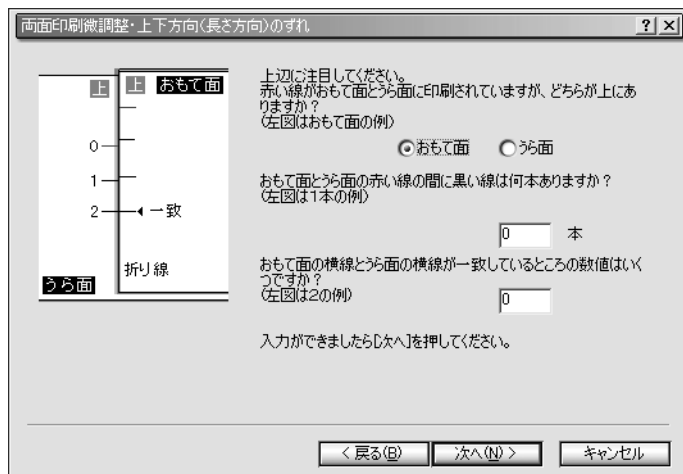 両面印刷微調整・上下方向(長さ方向)のずれ
上
上
おもて面
0
1
2
一致
折り線
うら面
上辺に注目してください。
赤い線がおもて面とうら面に印刷されていますが、どちらが上にあ
りますか?
(左図はおもて面の例)
おもて面
うら面
おもて面とうら面の赤い線の間に黒い線は何本ありますか?
(左図は1本の例)
0
本
おもて面の横線とうら面の横線が一致しているところの数値はいく
つですか?
(左図は2の例)
0
入力ができましたら[次へ]を押してください。
< 戻る(B)
次へ(N) >
キャンセル